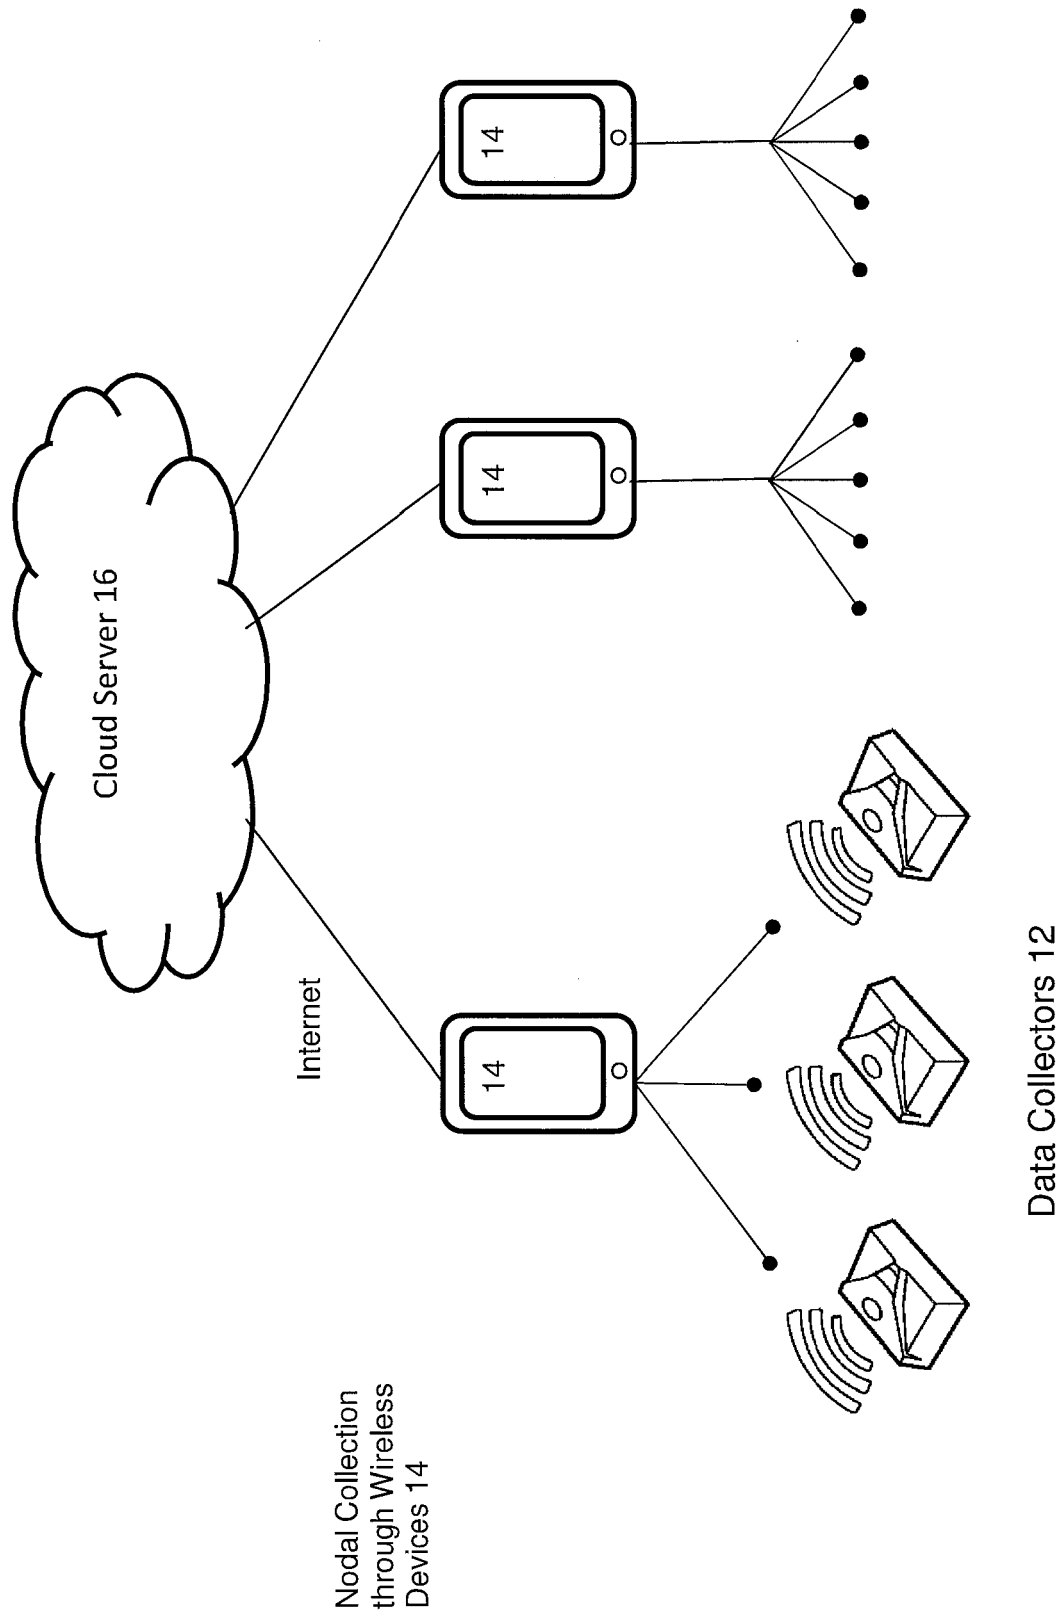 Cloud Server 16
Internet
Nodal Collection
through Wireless
Devices 14
14
14
14
Data Collectors 12